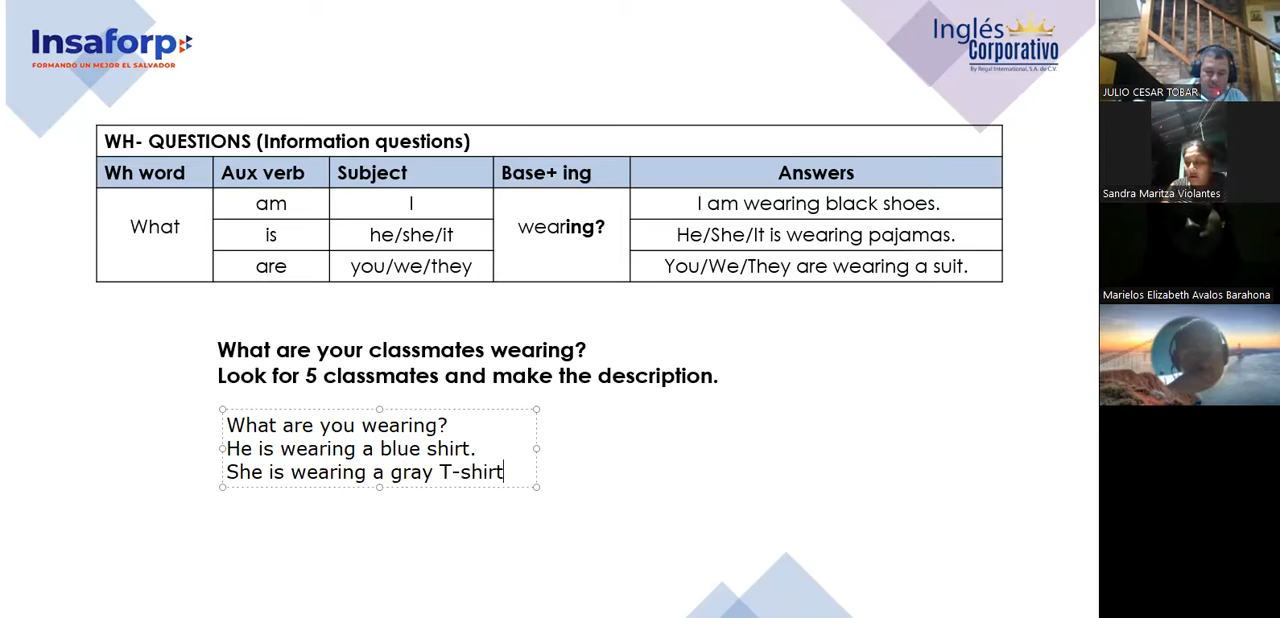 Insaforp
FORMANDO UN MEJOR EL SALVADOR
Inglés
Corporativo
By Regal International, S.A. de C.V.
WH- QUESTIONS (Information questions)
Wh word Aux verb Subject Base+ ing Answers
What wearing?
am I I am wearing black shoes.
is he/she/it He/She/It is wearing pajamas.
are you/we/they You/We/They are wearing a suit.
What are your classmates wearing?
Look for 5 classmates and make the description.
What are you wearing?
He is wearing a blue shirt.
She is wearing a gray T-shirt
JULIO CESAR TOBAR
Sandra Maritza Violantes
Marielos Elizabeth Avalos Barahona